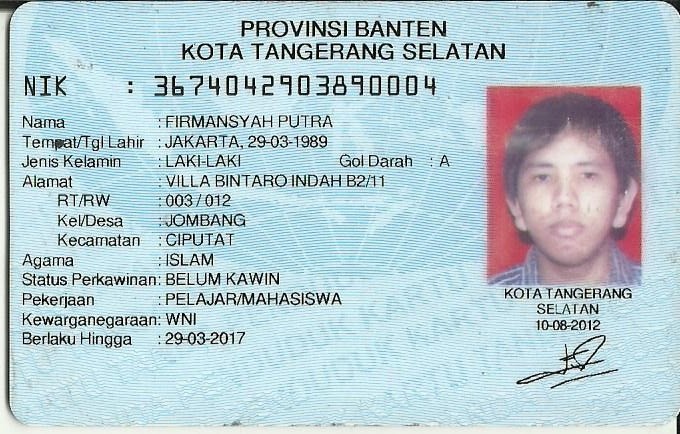 PROVINSI BANTEN
KOTA TANGERANG SELATAN
NIK : 3674042903890004
Nama : FIRMANSYAH PUTRA
Tempat/Tgl Lahir : JAKARTA, 29-03-1989
Jenis Kelamin : LAKI-LAKI Gol Darah : A
Alamat : VILLA BINTARO INDAH B2/11
RT/RW : 003 / 012
Kel/Desa : JOMBANG
Kecamatan : CIPUTAT
Agama : ISLAM
Status Perkawinan: BELUM KAWIN
Pekerjaan : PELAJAR/MAHASISWA
Kewarganegaraan: WNI
Berlaku Hingga : 29-03-2017
KOTA TANGERANG
SELATAN
10-08-2012